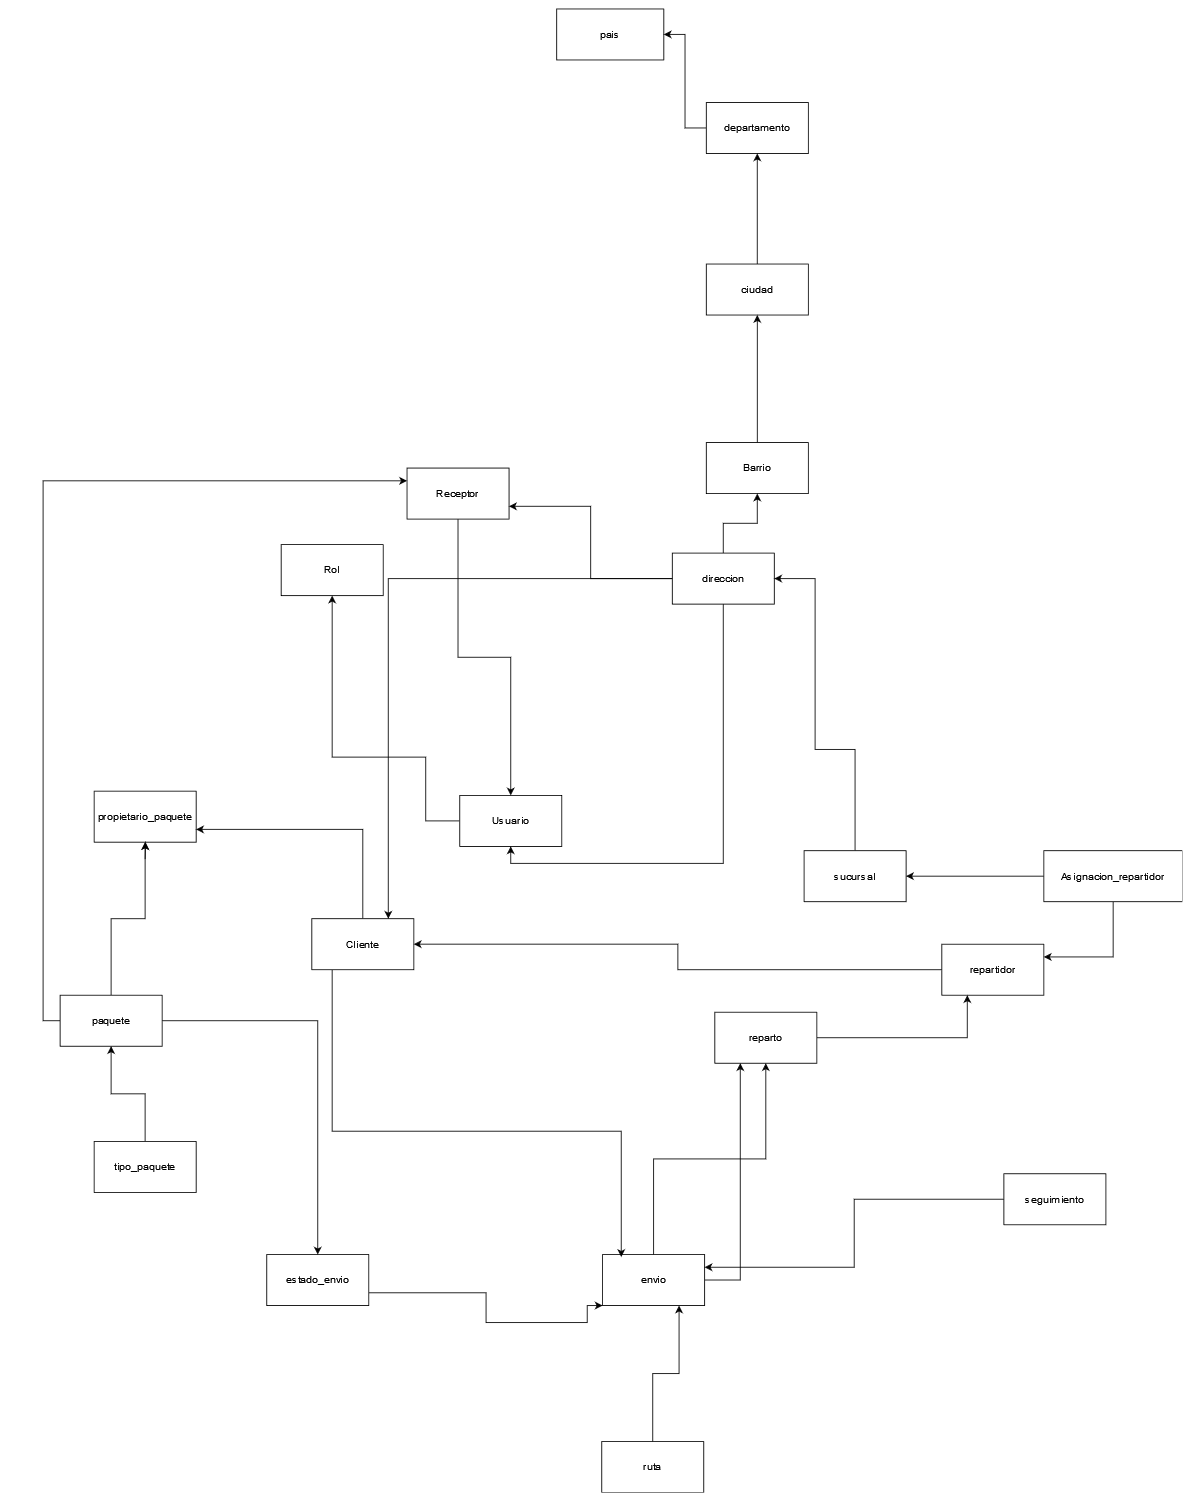 pais
departamento
ciudad
Barrio
Receptor
Rol
direccion
propietario_paquete
Usuario
sucursal
Asignacion_repartidor
Cliente
repartidor
paquete
reparto
tipo_paquete
seguimiento
estado_envio
envio
ruta